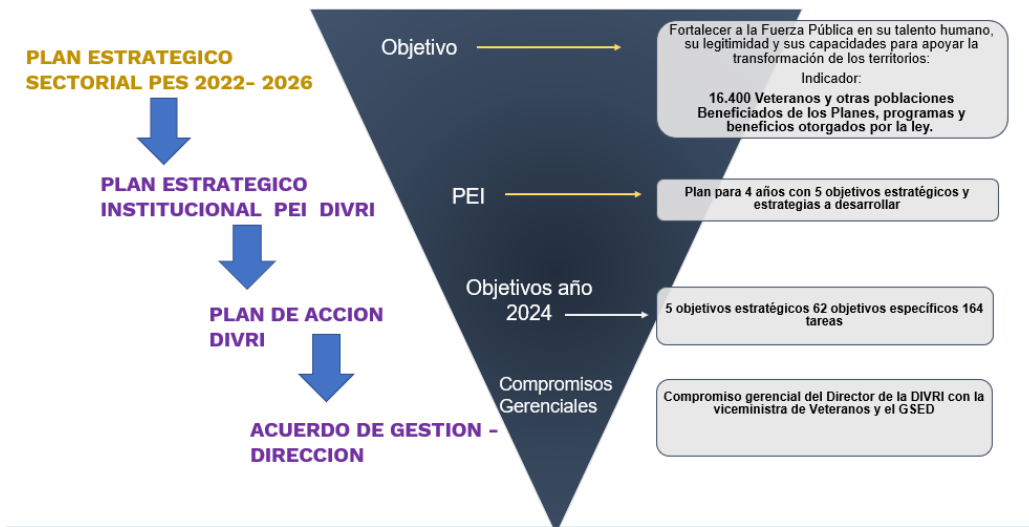 PLAN ESTRATEGICO
SECTORIAL PES 2022- 2026
Objetivo
Fortalecer a la Fuerza Pública en su talento humano,
su legitimidad y sus capacidades para apoyar la
transformación de los territorios:
Indicador:
16.400 Veteranos y otras poblaciones
Beneficiados de los Planes, programas y
beneficios otorgados por la ley.
PLAN ESTRATEGICO
INSTITUCIONAL PEI DIVRI
PEI
Plan para 4 años con 5 objetivos estratégicos y
estrategias a desarrollar
PLAN DE ACCION
DIVRI
Objetivos año
2024
5 objetivos estratégicos 62 objetivos específicos 164
tareas
ACUERDO DE GESTION -
DIRECCION
Compromisos
Gerenciales
Compromiso gerencial del Director de la DIVRI con la
viceministra de Veteranos y el GSED